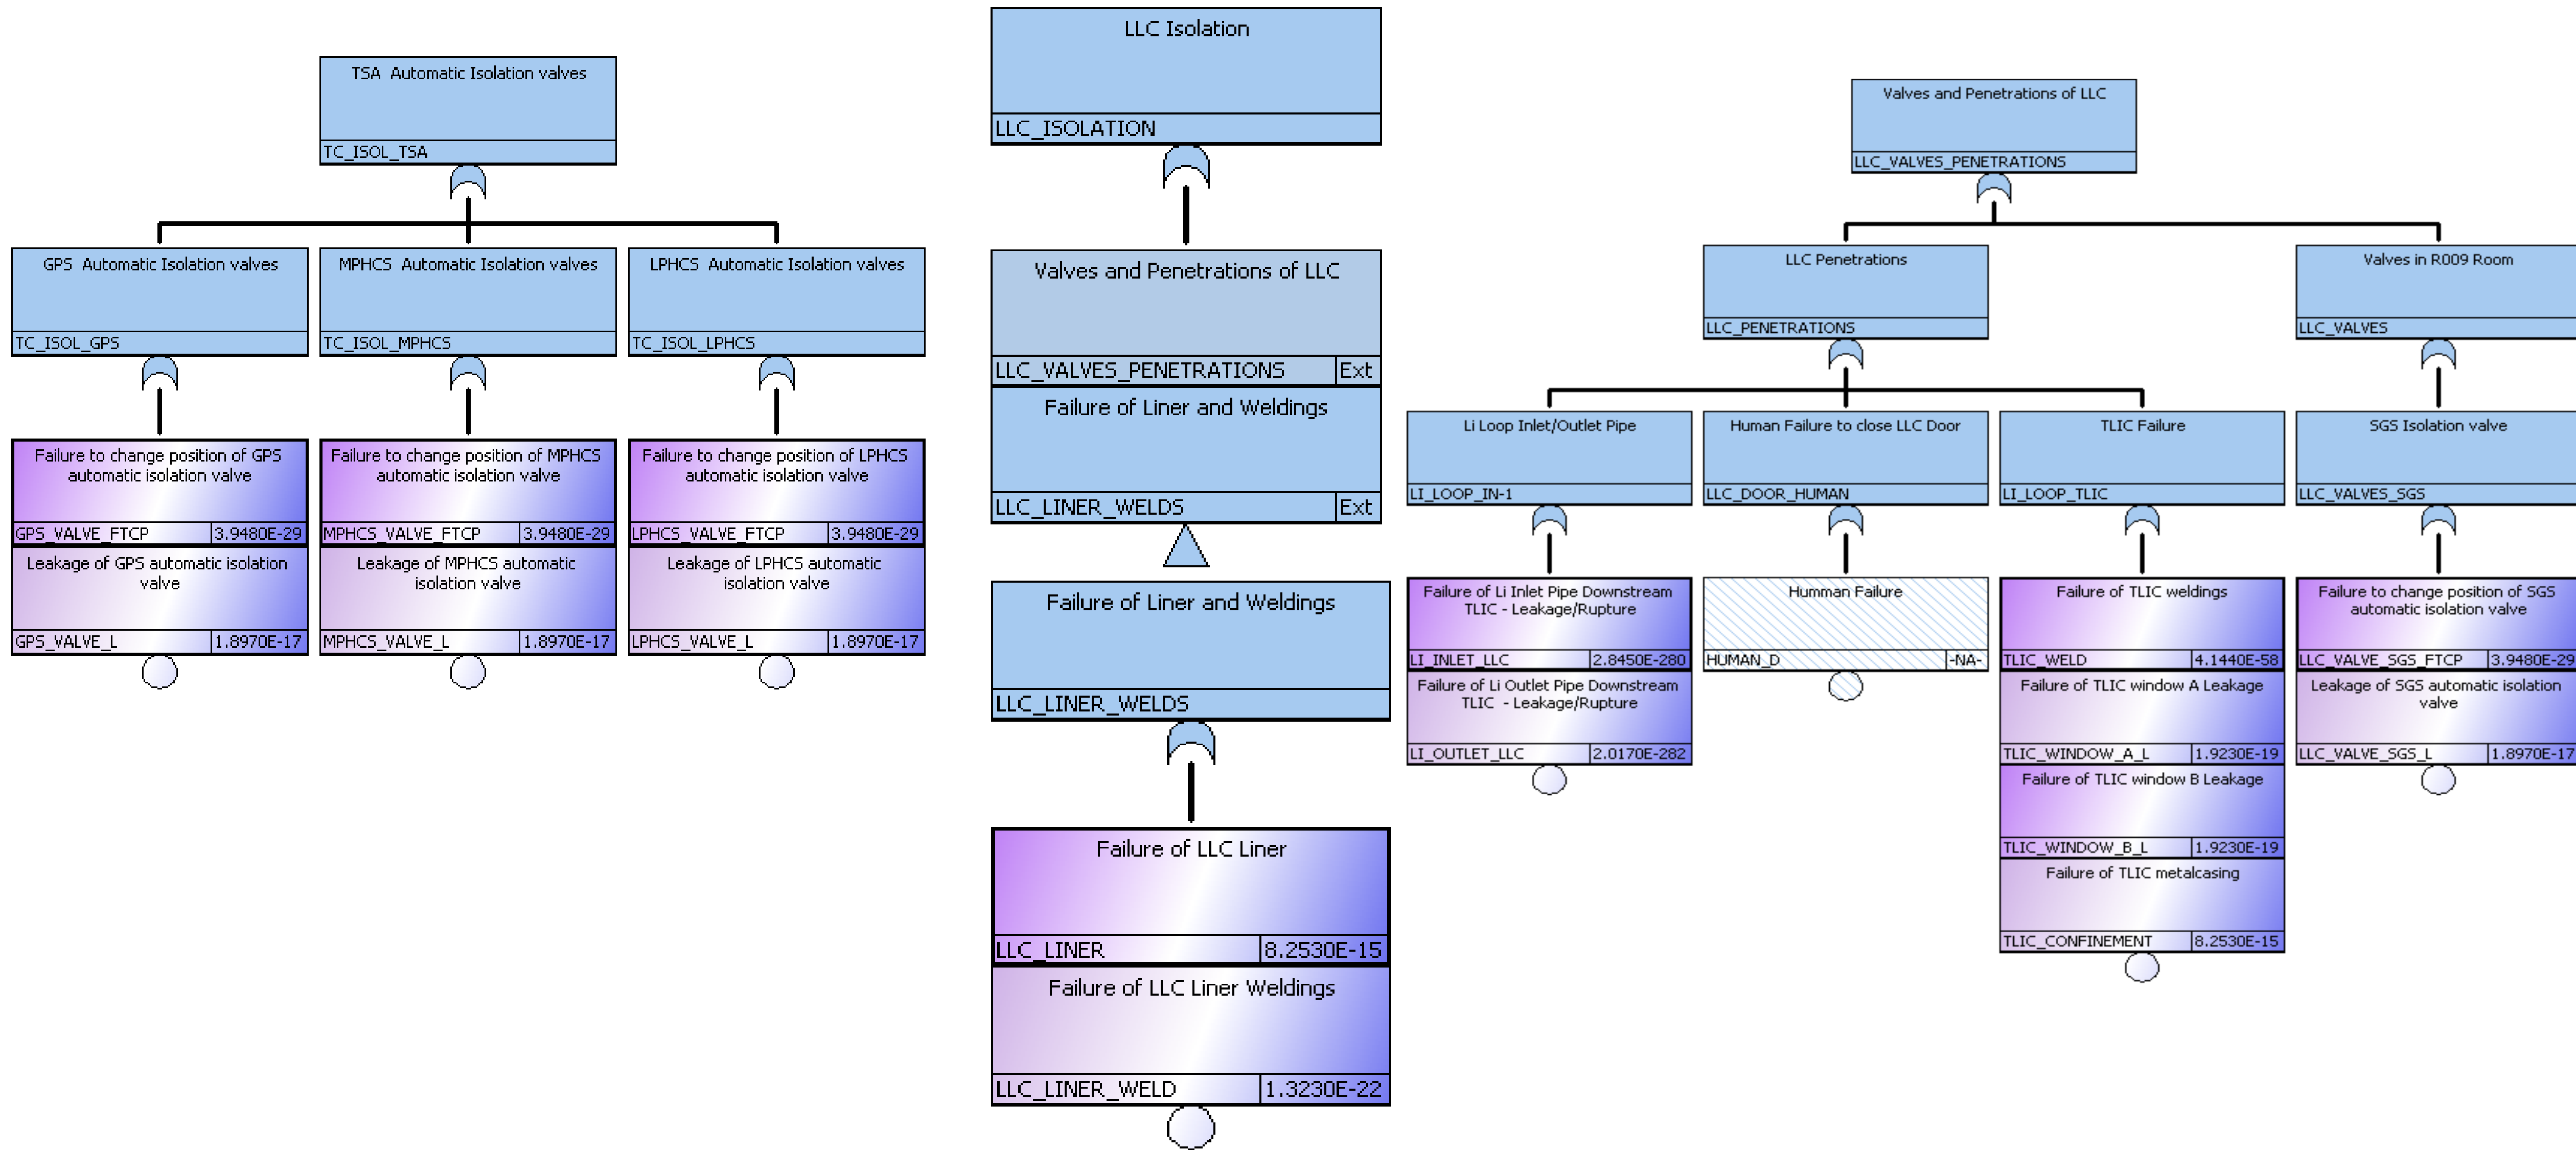 TSA  Automatic Isolation valves
TC_ISOL_TSA
GPS  Automatic Isolation valves
TC_ISOL_GPS
MPHCS  Automatic Isolation valves
TC_ISOL_MPHCS
LPHCS  Automatic Isolation valves
TC_ISOL_LPHCS
Failure to change position of GPS
automatic isolation valve
GPS_VALVE_FTCP 3.9480E-29
Leakage of GPS automatic isolation
valve
GPS_VALVE_L 1.8970E-17
Failure to change position of MPHCS
automatic isolation valve
MPHCS_VALVE_FTCP 3.9480E-29
Leakage of MPHCS automatic
isolation valve
MPHCS_VALVE_L 1.8970E-17
Failure to change position of LPHCS
automatic isolation valve
LPHCS_VALVE_FTCP 3.9480E-29
Leakage of LPHCS automatic
isolation valve
LPHCS_VALVE_L 1.8970E-17
LLC Isolation
LLC_ISOLATION
Valves and Penetrations of LLC
LLC_VALVES_PENETRATIONS Ext
Failure of Liner and Weldings
LLC_LINER_WELDS Ext
Failure of Liner and Weldings
LLC_LINER_WELDS
Failure of LLC Liner
LLC_LINER 8.2530E-15
Failure of LLC Liner Weldings
LLC_LINER_WELD 1.3230E-22
Valves and Penetrations of LLC
LLC_VALVES_PENETRATIONS
LLC Penetrations
LLC_PENETRATIONS
Valves in R009 Room
LLC_VALVES
Li Loop Inlet/Outlet Pipe
LI_LOOP_IN-1
Human Failure to close LLC Door
LLC_DOOR_HUMAN
TLIC Failure
LI_LOOP_TLIC
SGS Isolation valve
LLC_VALVES_SGS
Failure of Li Inlet Pipe Downstream
TLIC - Leakage/Rupture
LI_INLET_LLC 2.8450E-280
Failure of Li Outlet Pipe Downstream
TLIC  - Leakage/Rupture
LI_OUTLET_LLC 2.0170E-282
Humman Failure
HUMAN_D -NA-
Failure of TLIC weldings
TLIC_WELD 4.1440E-58
Failure of TLIC window A Leakage
TLIC_WINDOW_A_L 1.9230E-19
Failure of TLIC window B Leakage
TLIC_WINDOW_B_L 1.9230E-19
Failure of TLIC metalcasing
TLIC_CONFINEMENT 8.2530E-15
Failure to change position of SGS
automatic isolation valve
LLC_VALVE_SGS_FTCP 3.9480E-29
Leakage of SGS automatic isolation
valve
LLC_VALVE_SGS_L 1.8970E-17